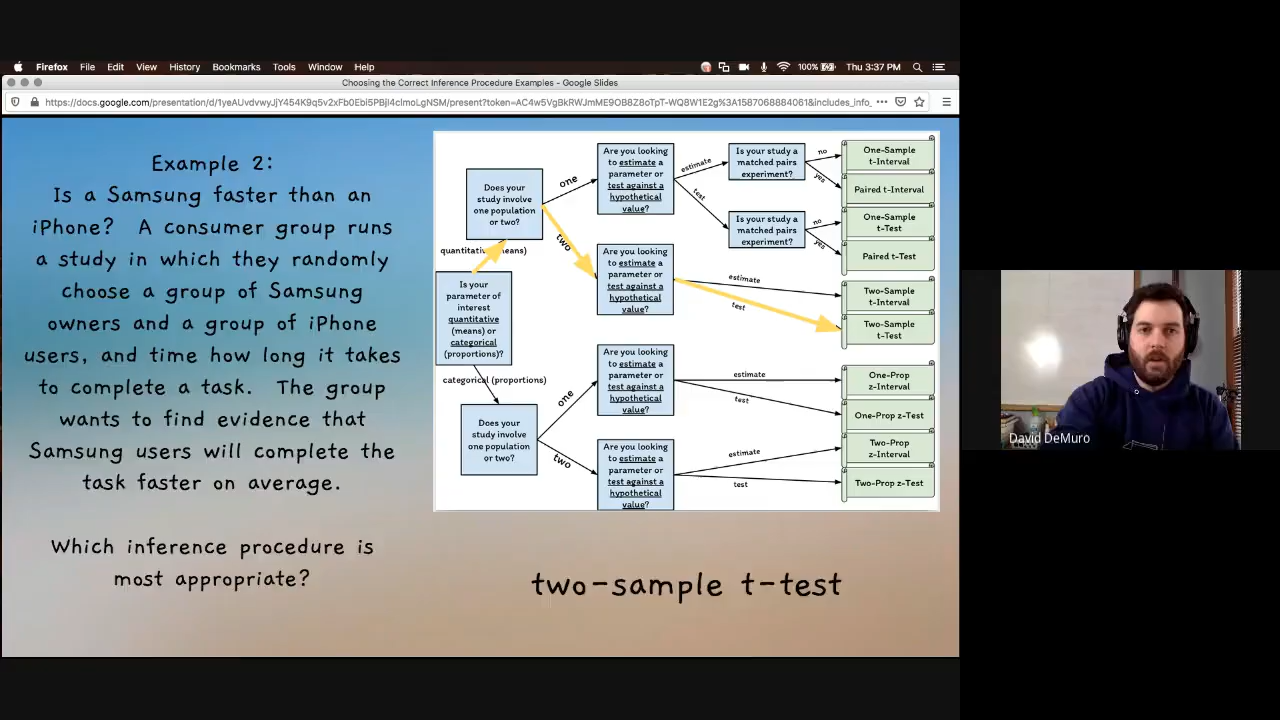 Firefox File Edit View History Bookmarks Tools Window Help 100% Thu 3:37 PM
Choosing the Correct Inference Procedure Examples - Google Slides
Example 2:
Is a Samsung faster than an
iPhone? A consumer group runs
a study in which they randomly
choose a group of Samsung
owners and a group of iPhone
users, and time how long it takes
to complete a task. The group
wants to find evidence that
Samsung users will complete the
task faster on average.
Which inference procedure is
most appropriate?
Is your
parameter of
interest
quantitative
(means) or
categorical
(proportions)?
quantitative (means)
categorical (proportions)
Does your
study involve
one population
or two?
one
two
Are you looking
to estimate a
parameter or
test against a
hypothetical
value?
estimate
test
Is your study a
matched pairs
experiment?
no
yes
One-Sample
t-Interval
Paired t-Interval
Is your study a
matched pairs
experiment?
no
yes
One-Sample
t-Test
Paired t-Test
Are you looking
to estimate a
parameter or
test against a
hypothetical
value?
estimate
test
Two-Sample
t-Interval
Two-Sample
t-Test
Does your
study involve
one population
or two?
one
two
Are you looking
to estimate a
parameter or
test against a
hypothetical
value?
estimate
test
One-Prop
z-Interval
One-Prop z-Test
Are you looking
to estimate a
parameter or
test against a
hypothetical
value?
estimate
test
Two-Prop
z-Interval
Two-Prop z-Test
two-sample t-test
David DeMuro